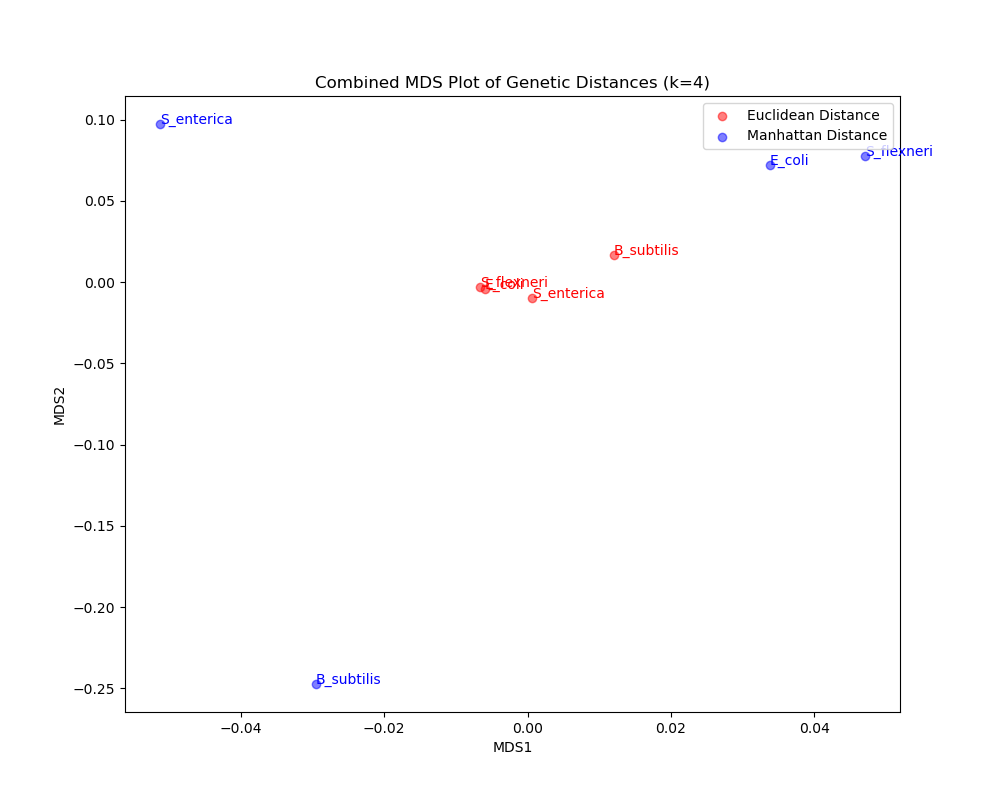 Combined MDS Plot of Genetic Distances (k=4)
Euclidean Distance
Manhattan Distance
S_enterica
E_coli
S_flexneri
B_subtilis
S_flexneri
E_coli
S_enterica
B_subtilis
0.10
0.05
0.00
−0.05
−0.10
−0.15
−0.20
−0.25
MDS2
−0.04
−0.02
0.00
0.02
0.04
MDS1